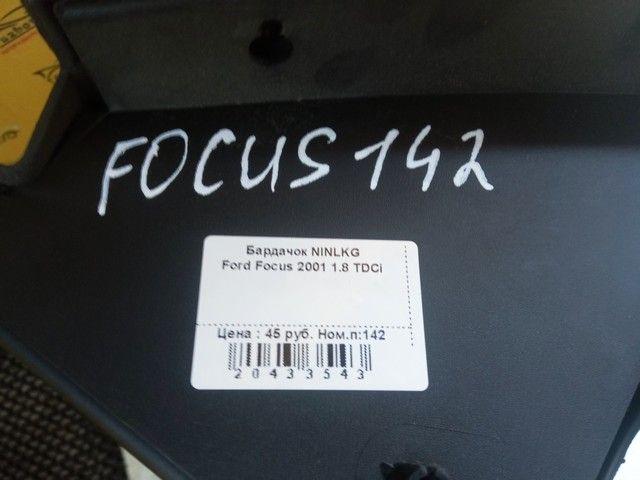 FOCUS 142
Бардачок NINLKG
Ford Focus 2001 1.8 TDCi
Цена : 45 руб. Ном.п:142
20433543